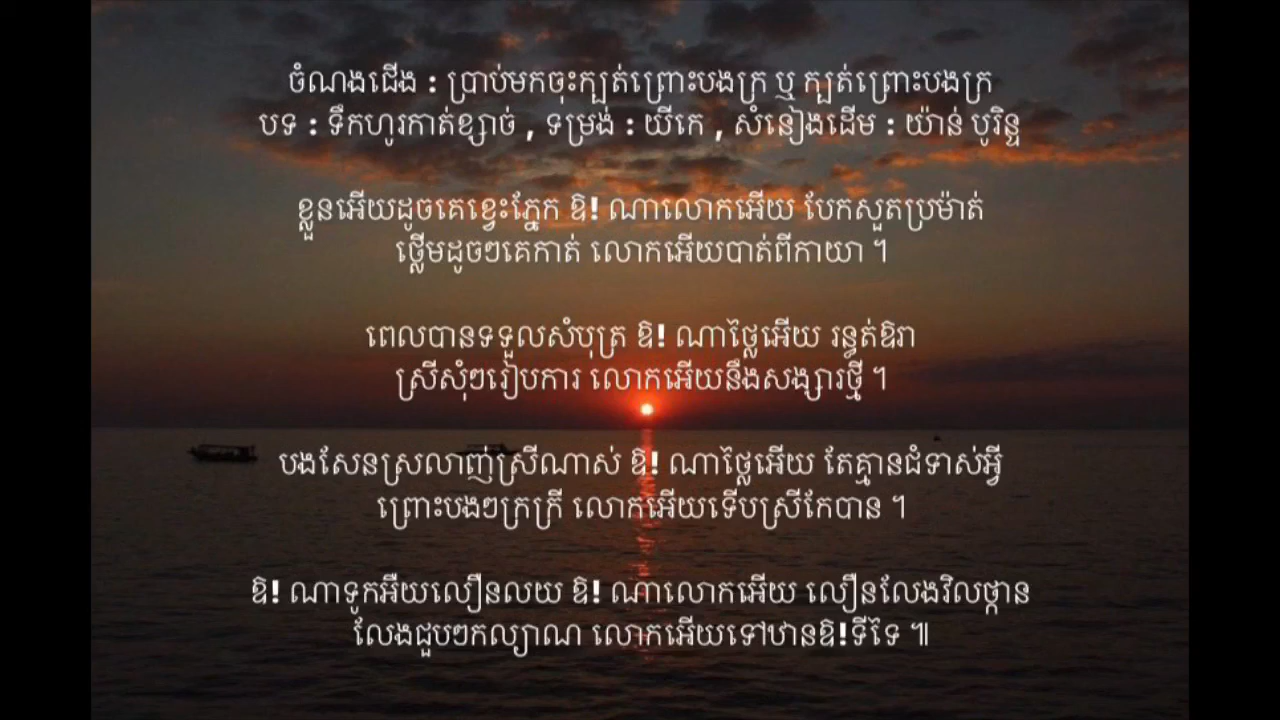 ចំណងជើង : ប្រាប់មកចុះក្បត់ព្រោះបងក្រ ឬ ក្បត់ព្រោះបងក្រ
បទ : ទឹកហូរកាត់ខ្សាច់ , ទម្រង់ : យីកេ , សំនៀងដើម : យ៉ាន់ បូរិន្ទ
ខ្លួនអើយដូចគេខ្វេះភ្នែក ឱ! ណាលោកអើយ បែកសួតប្រម៉ាត់
ថ្លើមដូចៗគេកាត់ លោកអើយបាត់ពីកាយា ។
ពេលបានទទួលសំបុត្រ ឱ! ណាថ្លៃអើយ រន្ធត់ឱរា
ស្រីសុំៗរៀបការ លោកអើយនឹងសង្សារថ្មី ។
បងសែនស្រលាញ់ស្រីណាស់ ឱ! ណាថ្លៃអើយ តែគ្មានជំទាស់អ្វី
ព្រោះបងៗក្រក្រី លោកអើយទើបស្រីកែបាន ។
ឱ! ណាទូកអឺយលឿនលយ ឱ! ណាលោកអើយ លឿនលែងវិលថ្កាន
លែងជួបៗកល្យាណ លោកអើយទៅឋានឱ!ទីទៃ ៕